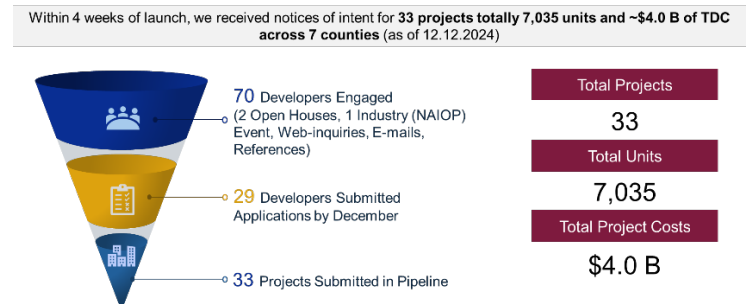 Within 4 weeks of launch, we received notices of intent for 33 projects totally 7,035 units and ~$4.0 B of TDC
across 7 counties (as of 12.12.2024)
70 Developers Engaged
(2 Open Houses, 1 Industry (NAIOP)
Event, Web-inquiries, E-mails,
References)
29 Developers Submitted
Applications by December
33 Projects Submitted in Pipeline
Total Projects
33
Total Units
7,035
Total Project Costs
$4.0 B